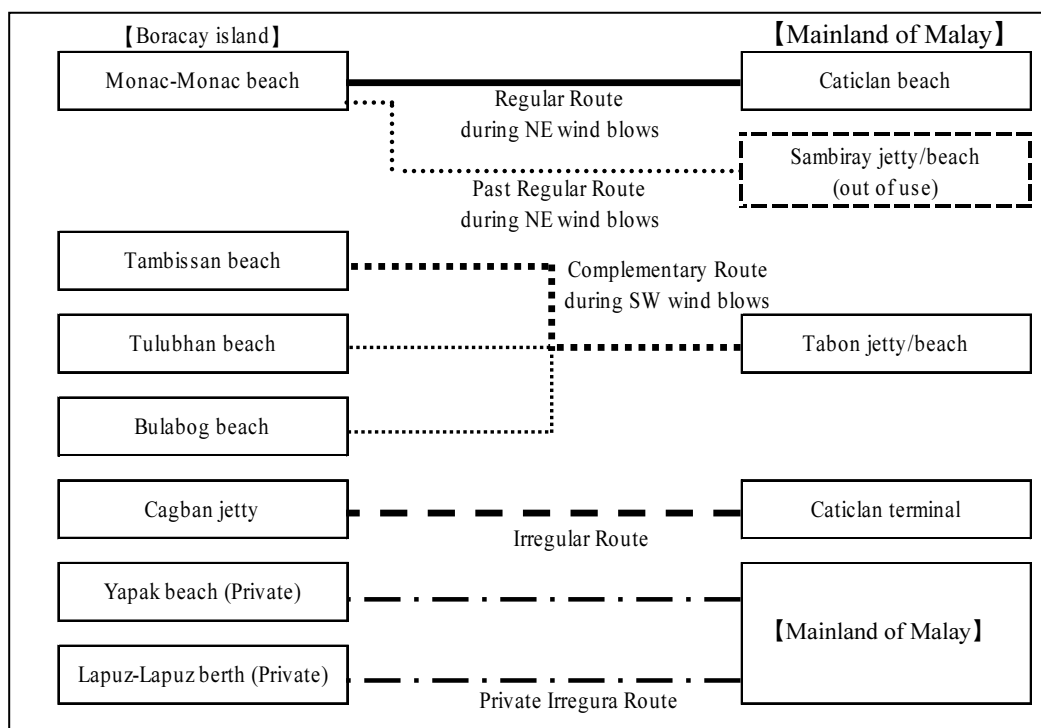 【Boracay island】
【Mainland of Malay】
Monac-Monac beach
Caticlan beach
Regular Route
during NE wind blows
Sambiray jetty/beach
(out of use)
Past Regular Route
during NE wind blows
Tambissan beach
Complementary Route
during SW wind blows
Tulubhan beach
Tabon jetty/beach
Bulabog beach
Cagban jetty
Caticlan terminal
Irregular Route
Yapak beach (Private)
【Mainland of Malay】
Lapuz-Lapuz berth (Private)
Private Irregura Route